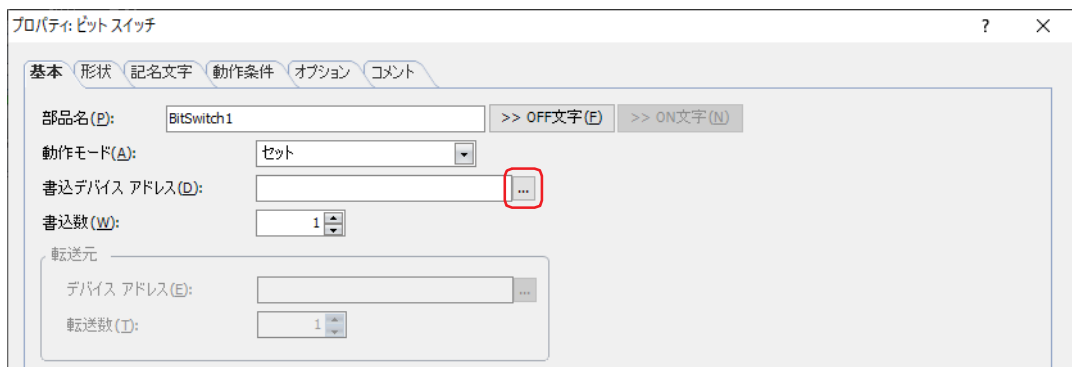 プロパティ: ビット スイッチ ? ×
基本 形状 記名文字 動作条件 オプション コメント
部品名(P): BitSwitch1 >> OFF文字(F) >> ON文字(N)
動作モード(A): セット
書込デバイス アドレス(D): ...
書込数(W): 1
転送元
デバイス アドレス(E): ...
転送数(T): 1